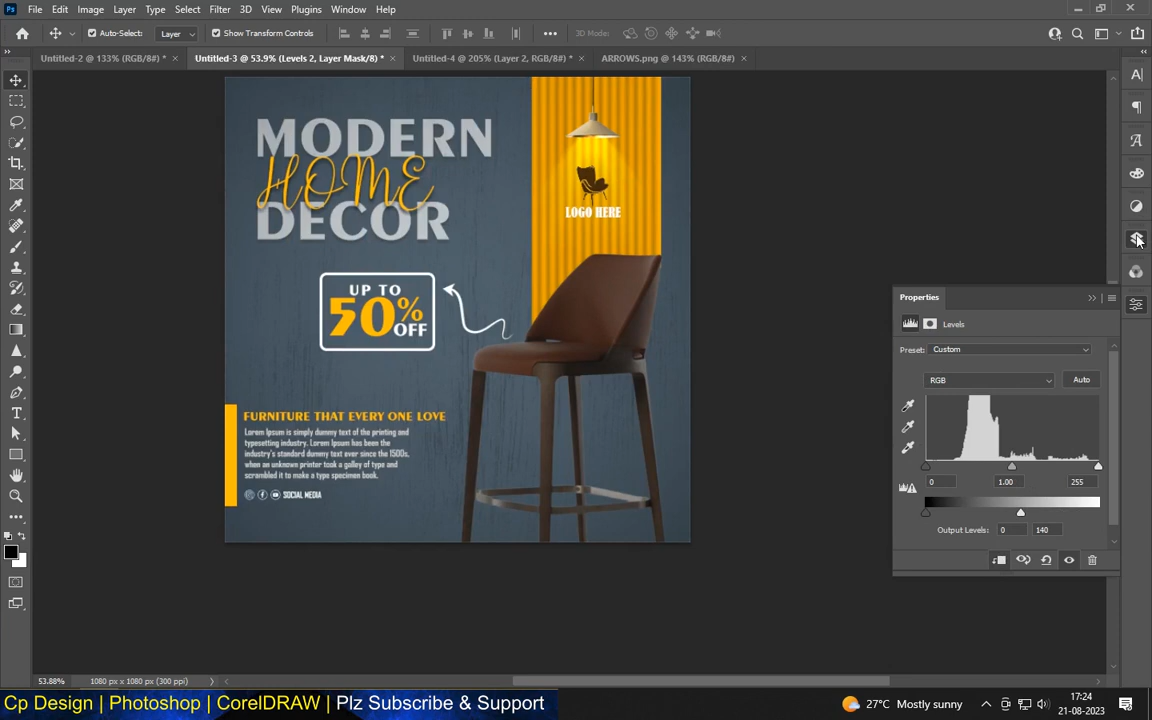 Ps File Edit Image Layer Type Select Filter 3D View Plugins Window Help
Auto-Select: Layer Show Transform Controls 3D Mode:
Untitled-2 @ 133% (RGB/8#) * × Untitled-3 @ 53.9% (Levels 2, Layer Mask/8) * × Untitled-4 @ 205% (Layer 2, RGB/8#) * × ARROWS.png @ 143% (RGB/8#) ×
MODERN
HOME
DECOR
LOGO HERE
UP TO
50%
OFF
FURNITURE THAT EVERY ONE LOVE
Lorem Ipsum is simply dummy text of the printing and
typesetting industry. Lorem Ipsum has been the
industry's standard dummy text ever since the 1500s,
when an unknown printer took a galley of type and
scrambled it to make a type specimen book.
SOCIAL MEDIA
Properties
Levels
Preset: Custom
RGB Auto
0 1.00 255
Output Levels: 0 140
53.88% 1080 px x 1080 px (300 ppi)
Cp Design | Photoshop | CorelDRAW | Plz Subscribe & Support
27°C Mostly sunny
17:24
21-08-2023